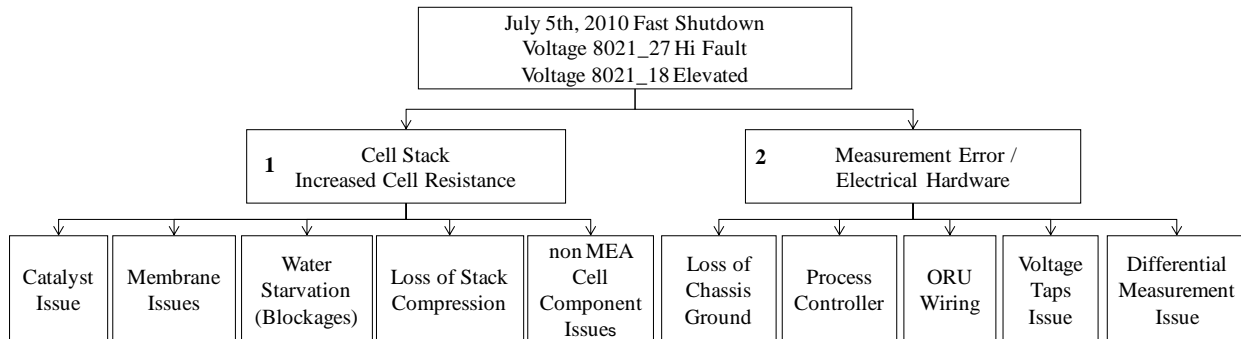 July 5th, 2010 Fast Shutdown
Voltage 8021_27 Hi Fault
Voltage 8021_18 Elevated
1
Cell Stack
Increased Cell Resistance
2
Measurement Error /
Electrical Hardware
Catalyst
Issue
Membrane
Issues
Water
Starvation
(Blockages)
Loss of Stack
Compression
non MEA
Cell
Component
Issues
Loss of
Chassis
Ground
Process
Controller
ORU
Wiring
Voltage
Taps
Issue
Differential
Measurement
Issue